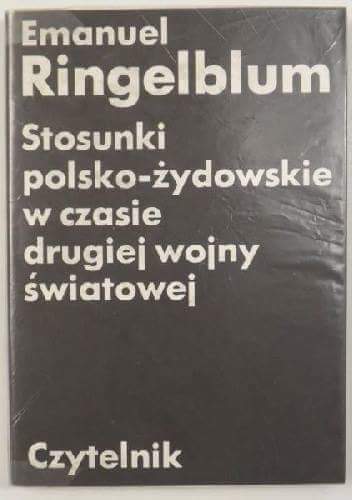 Emanuel
Ringelblum
Stosunki
polsko-żydowskie
w czasie
drugiej wojny
światowej
Czytelnik